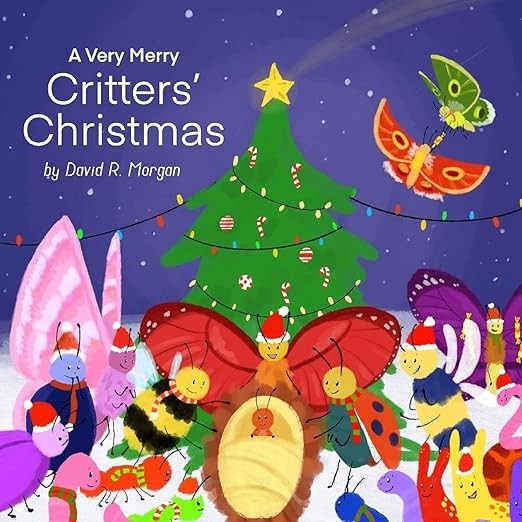 A Very Merry
Critters'
Christmas
by David R. Morgan